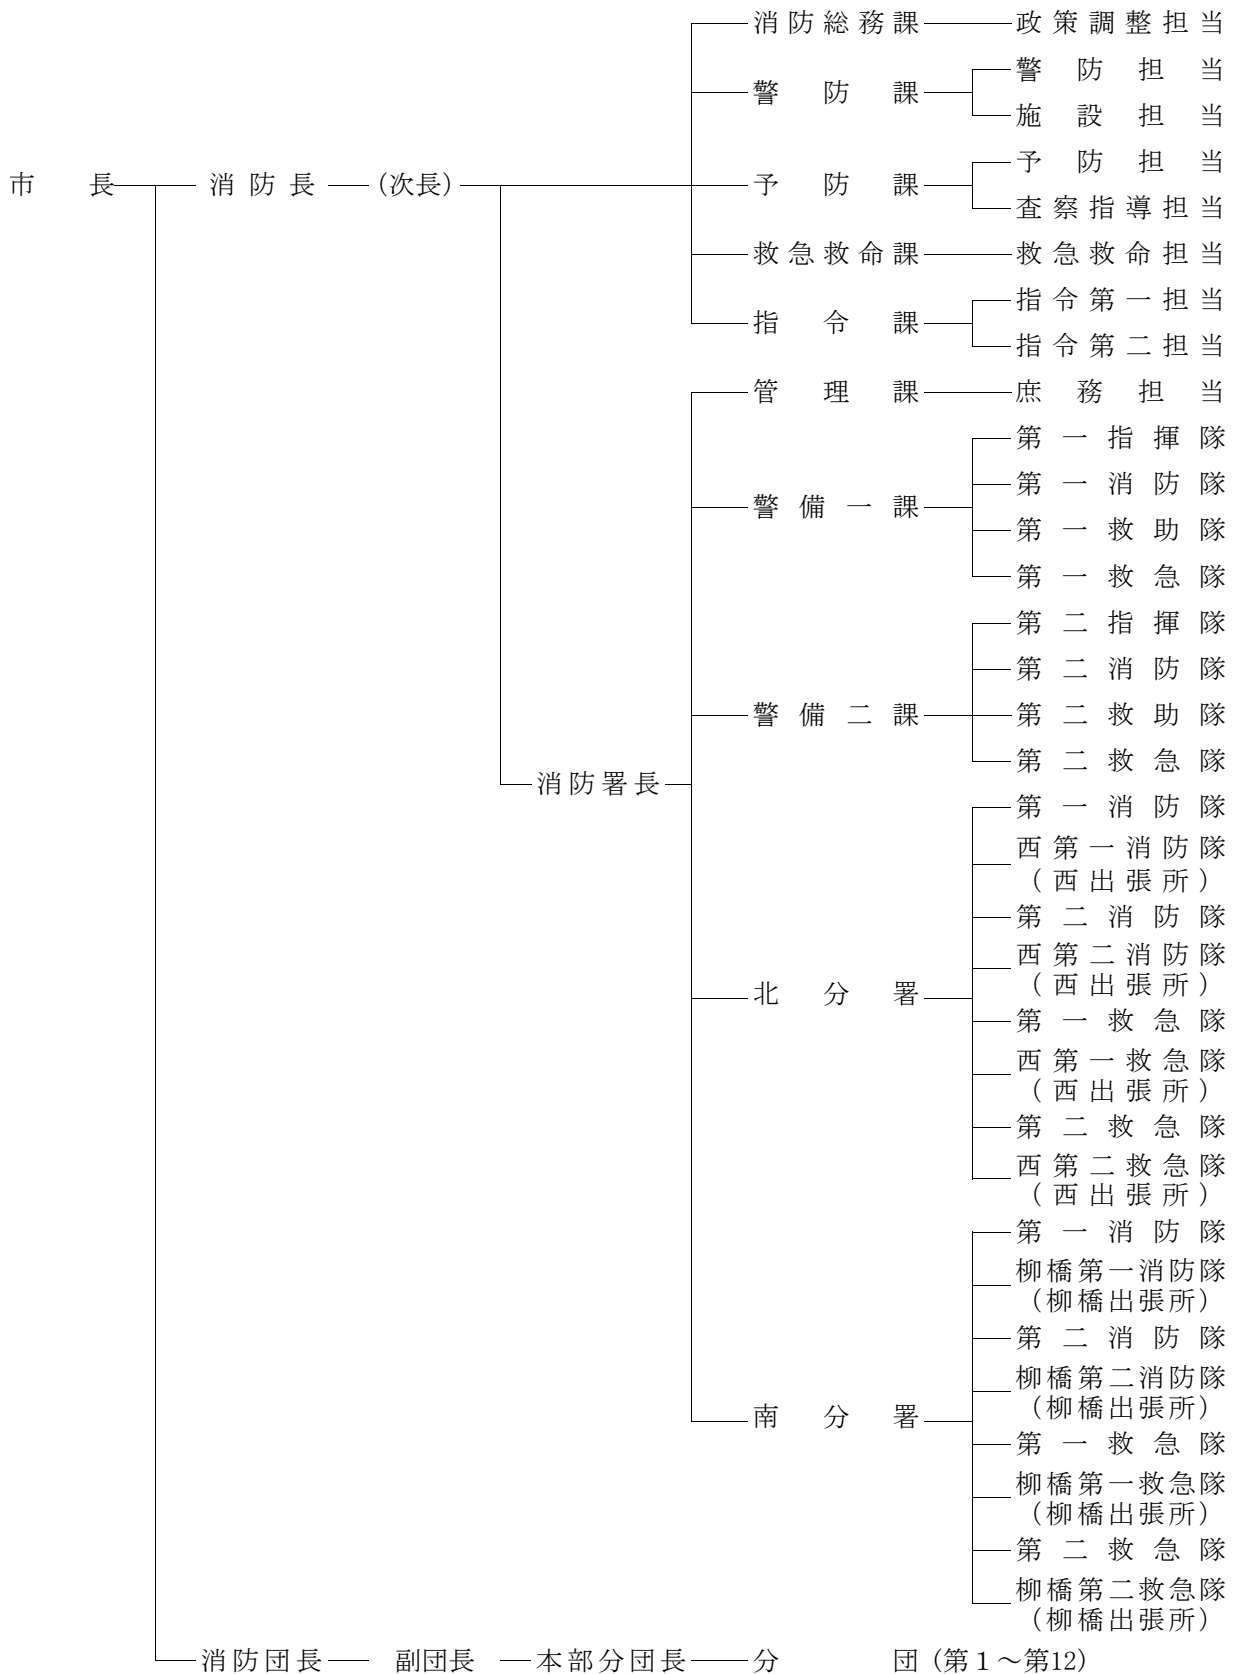 消防総務課 政策調整担当
警防担当
警防課
施設担当
予防担当
市長 消防長 (次長) 予防課
査察指導担当
救急救命課 救急救命担当
指令第一担当
指令課
指令第二担当
管理課 庶務担当
第一指揮隊
第一消防隊
警備一課
第一救助隊
第一救急隊
第二指揮隊
第二消防隊
警備二課 第二救助隊
第二救急隊
消防署長
第一消防隊
西第一消防隊
(西出張所)
第二消防隊
西第二消防隊
(西出張所)
北分署
第一救急隊
西第一救急隊
(西出張所)
第二救急隊
西第二救急隊
(西出張所)
第一消防隊
柳橋第一消防隊
(柳橋出張所)
第二消防隊
柳橋第二消防隊
(柳橋出張所)
南分署
第一救急隊
柳橋第一救急隊
(柳橋出張所)
第二救急隊
柳橋第二救急隊
(柳橋出張所)
消防団長 副団長 本部分団長 分団(第1～第12)